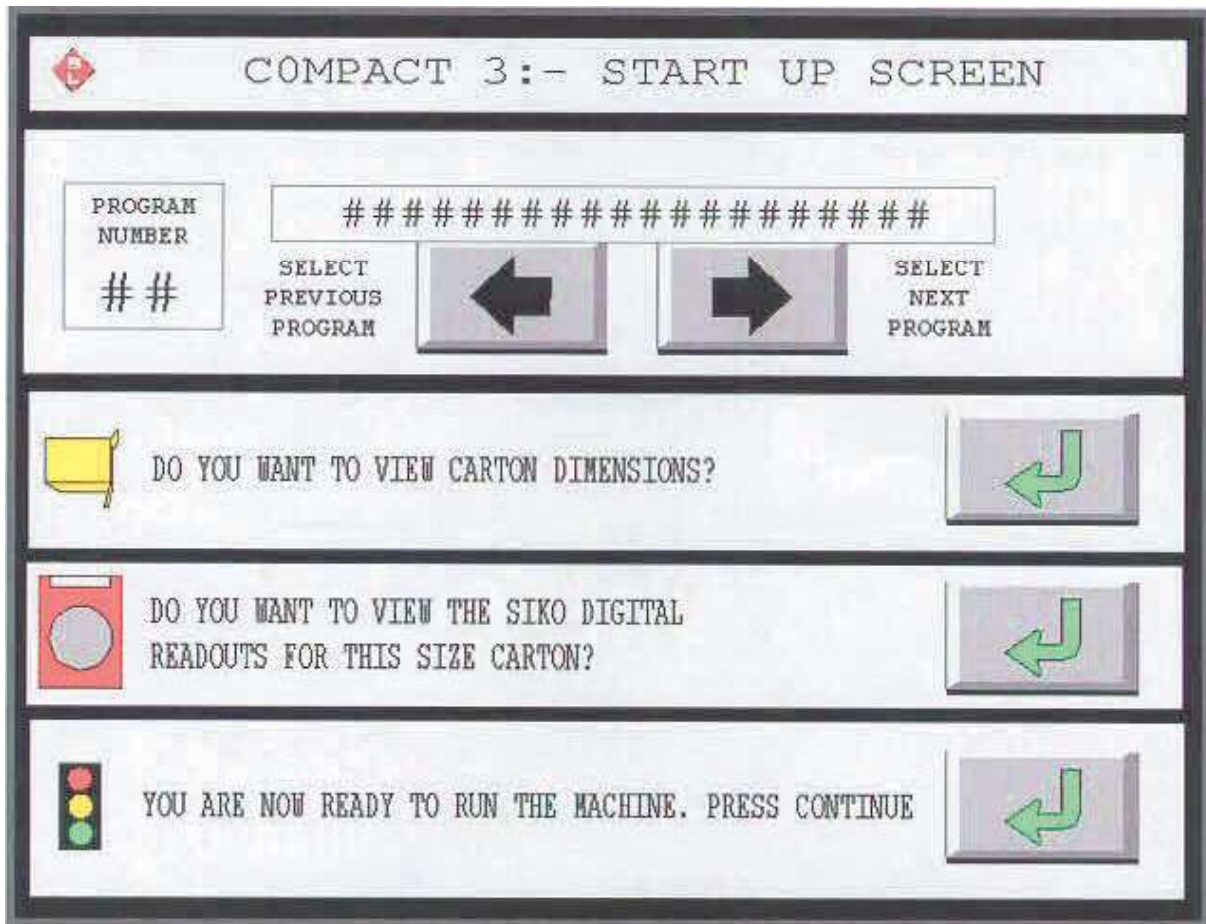 BL
COMPACT 3:- START UP SCREEN
PROGRAM
NUMBER
##
####################
SELECT
PREVIOUS
PROGRAM
SELECT
NEXT
PROGRAM
DO YOU WANT TO VIEW CARTON DIMENSIONS?
DO YOU WANT TO VIEW THE SIKO DIGITAL
READOUTS FOR THIS SIZE CARTON?
YOU ARE NOW READY TO RUN THE MACHINE. PRESS CONTINUE